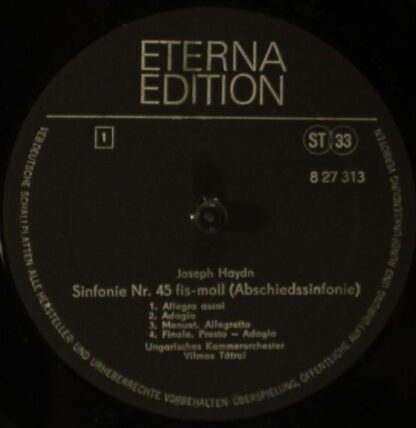 ETERNA
EDITION
1
ST 33
8 27 313
Joseph Haydn
Sinfonie Nr. 45 fis-moll (Abschiedssinfonie)
1. Allegro assai
2. Adagio
3. Menuet. Allegretto
4. Finale. Presto – Adagio
Ungarisches Kammerorchester
Vilmos Tátrai
VEB DEUTSCHE SCHALLPLATTEN ALLE HERSTELLER- UND URHEBERRECHTE VORBEHALTEN-ÜBERSPIELUNG, ÖFFENTLICHE AUFFÜHRUNG UND RUNDFUNKSENDUNG VERBOTEN